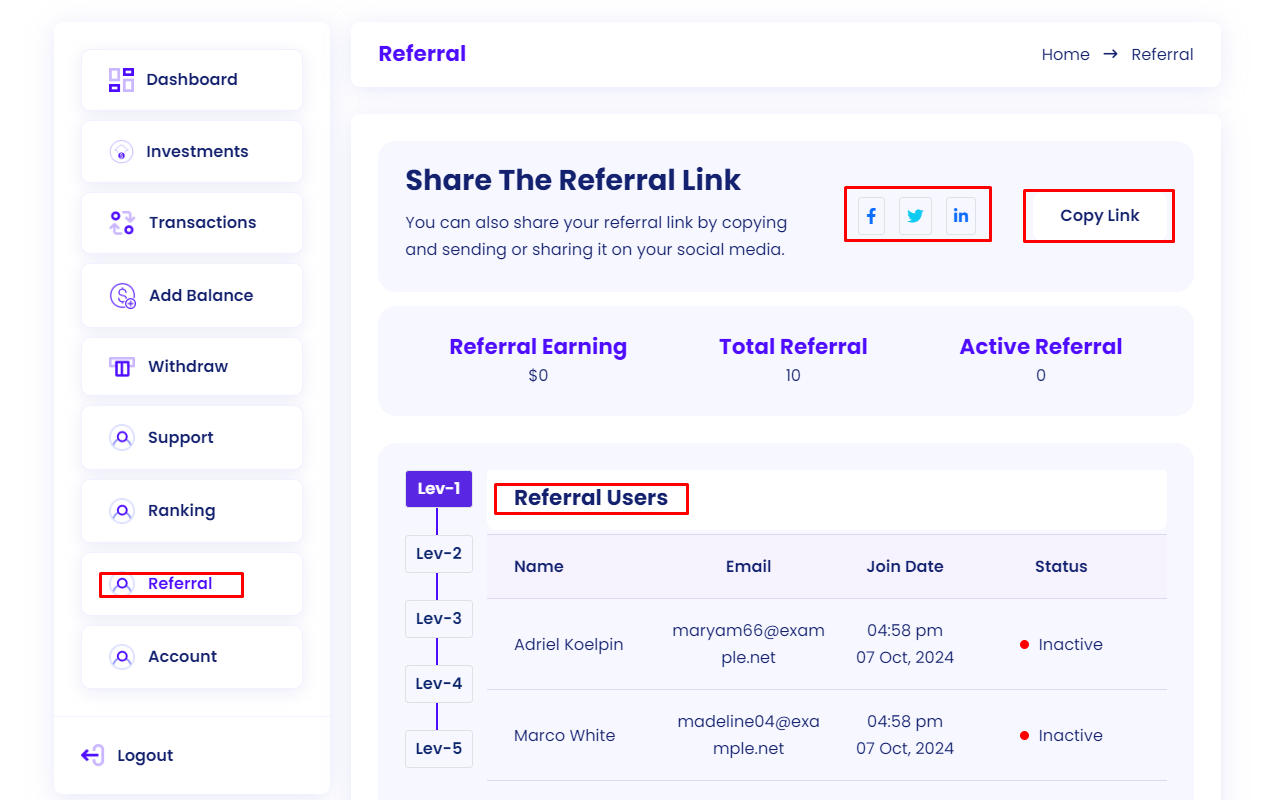 Dashboard
Investments
Transactions
Add Balance
Withdraw
Support
Ranking
Referral
Account
Logout
Referral
Home → Referral
Share The Referral Link
You can also share your referral link by copying
and sending or sharing it on your social media.
Copy Link
Referral Earning Total Referral Active Referral
$0 10 0
Lev-1
Lev-2
Lev-3
Lev-4
Lev-5
Referral Users
Name Email Join Date Status
Adriel Koelpin
maryam66@exam
ple.net
04:58 pm
07 Oct, 2024
Inactive
Marco White
madeline04@exa
mple.net
04:58 pm
07 Oct, 2024
Inactive